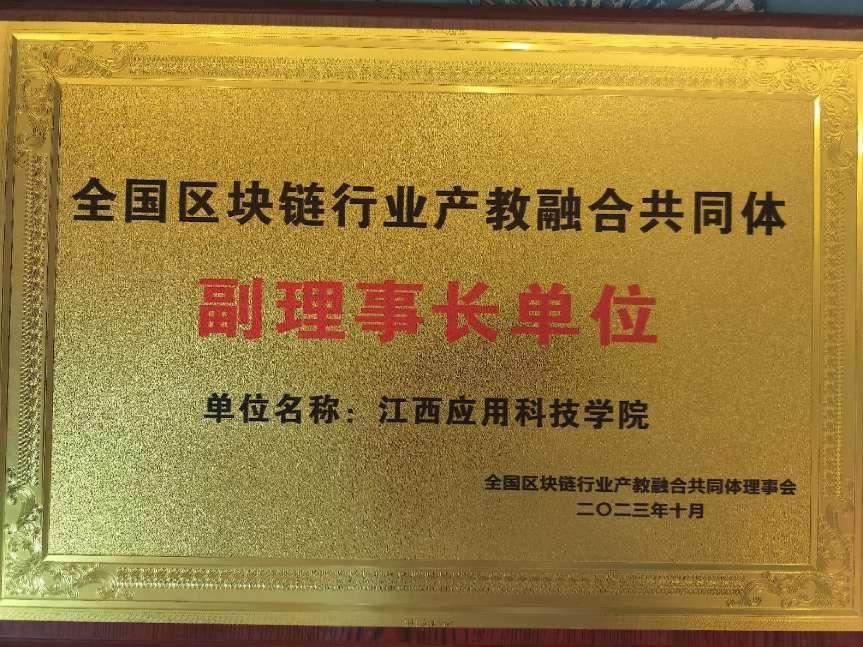 全国区块链行业产教融合共同体
副理事长单位
单位名称：江西应用科技学院
全国区块链行业产教融合共同体理事会
二〇二三年十月